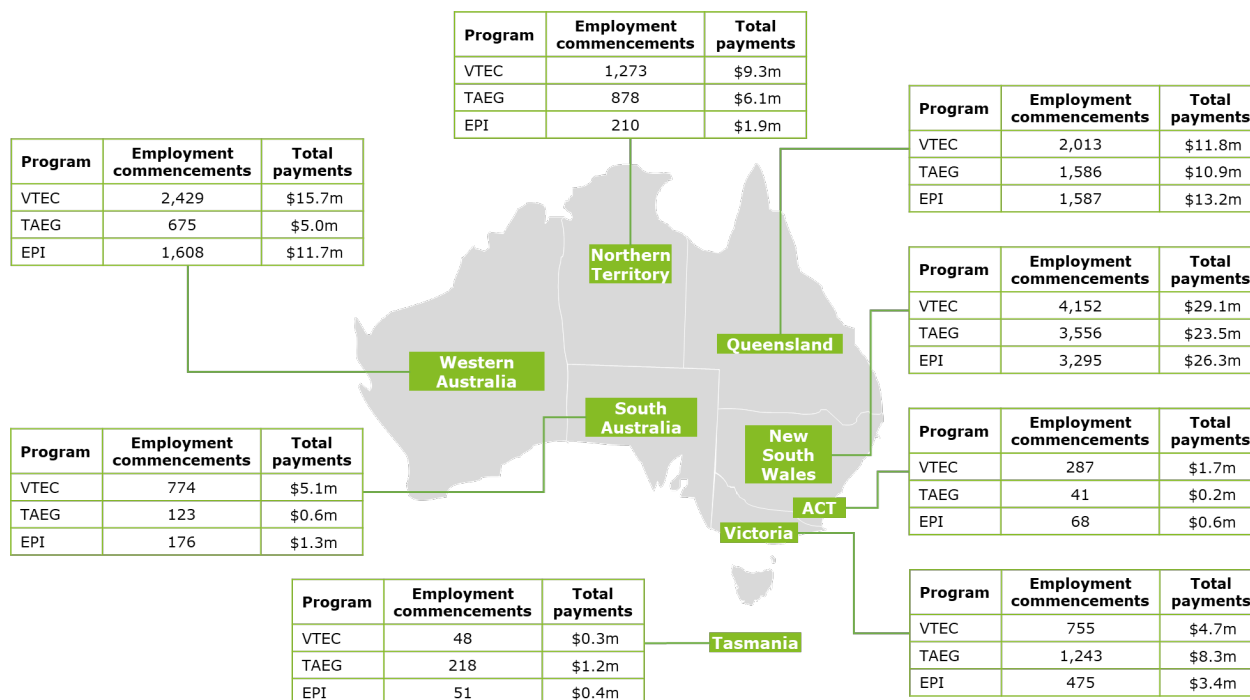 Program Employment commencements Total payments
VTEC 1,273 $9.3m
TAEG 878 $6.1m
EPI 210 $1.9m
Program Employment commencements Total payments
VTEC 2,013 $11.8m
TAEG 1,586 $10.9m
EPI 1,587 $13.2m
Program Employment commencements Total payments
VTEC 2,429 $15.7m
TAEG 675 $5.0m
EPI 1,608 $11.7m
Program Employment commencements Total payments
VTEC 4,152 $29.1m
TAEG 3,556 $23.5m
EPI 3,295 $26.3m
Northern
Territory
Queensland
Western
Australia
South
Australia
New
South
Wales
ACT
Victoria
Tasmania
Program Employment commencements Total payments
VTEC 774 $5.1m
TAEG 123 $0.6m
EPI 176 $1.3m
Program Employment commencements Total payments
VTEC 287 $1.7m
TAEG 41 $0.2m
EPI 68 $0.6m
Program Employment commencements Total payments
VTEC 48 $0.3m
TAEG 218 $1.2m
EPI 51 $0.4m
Program Employment commencements Total payments
VTEC 755 $4.7m
TAEG 1,243 $8.3m
EPI 475 $3.4m